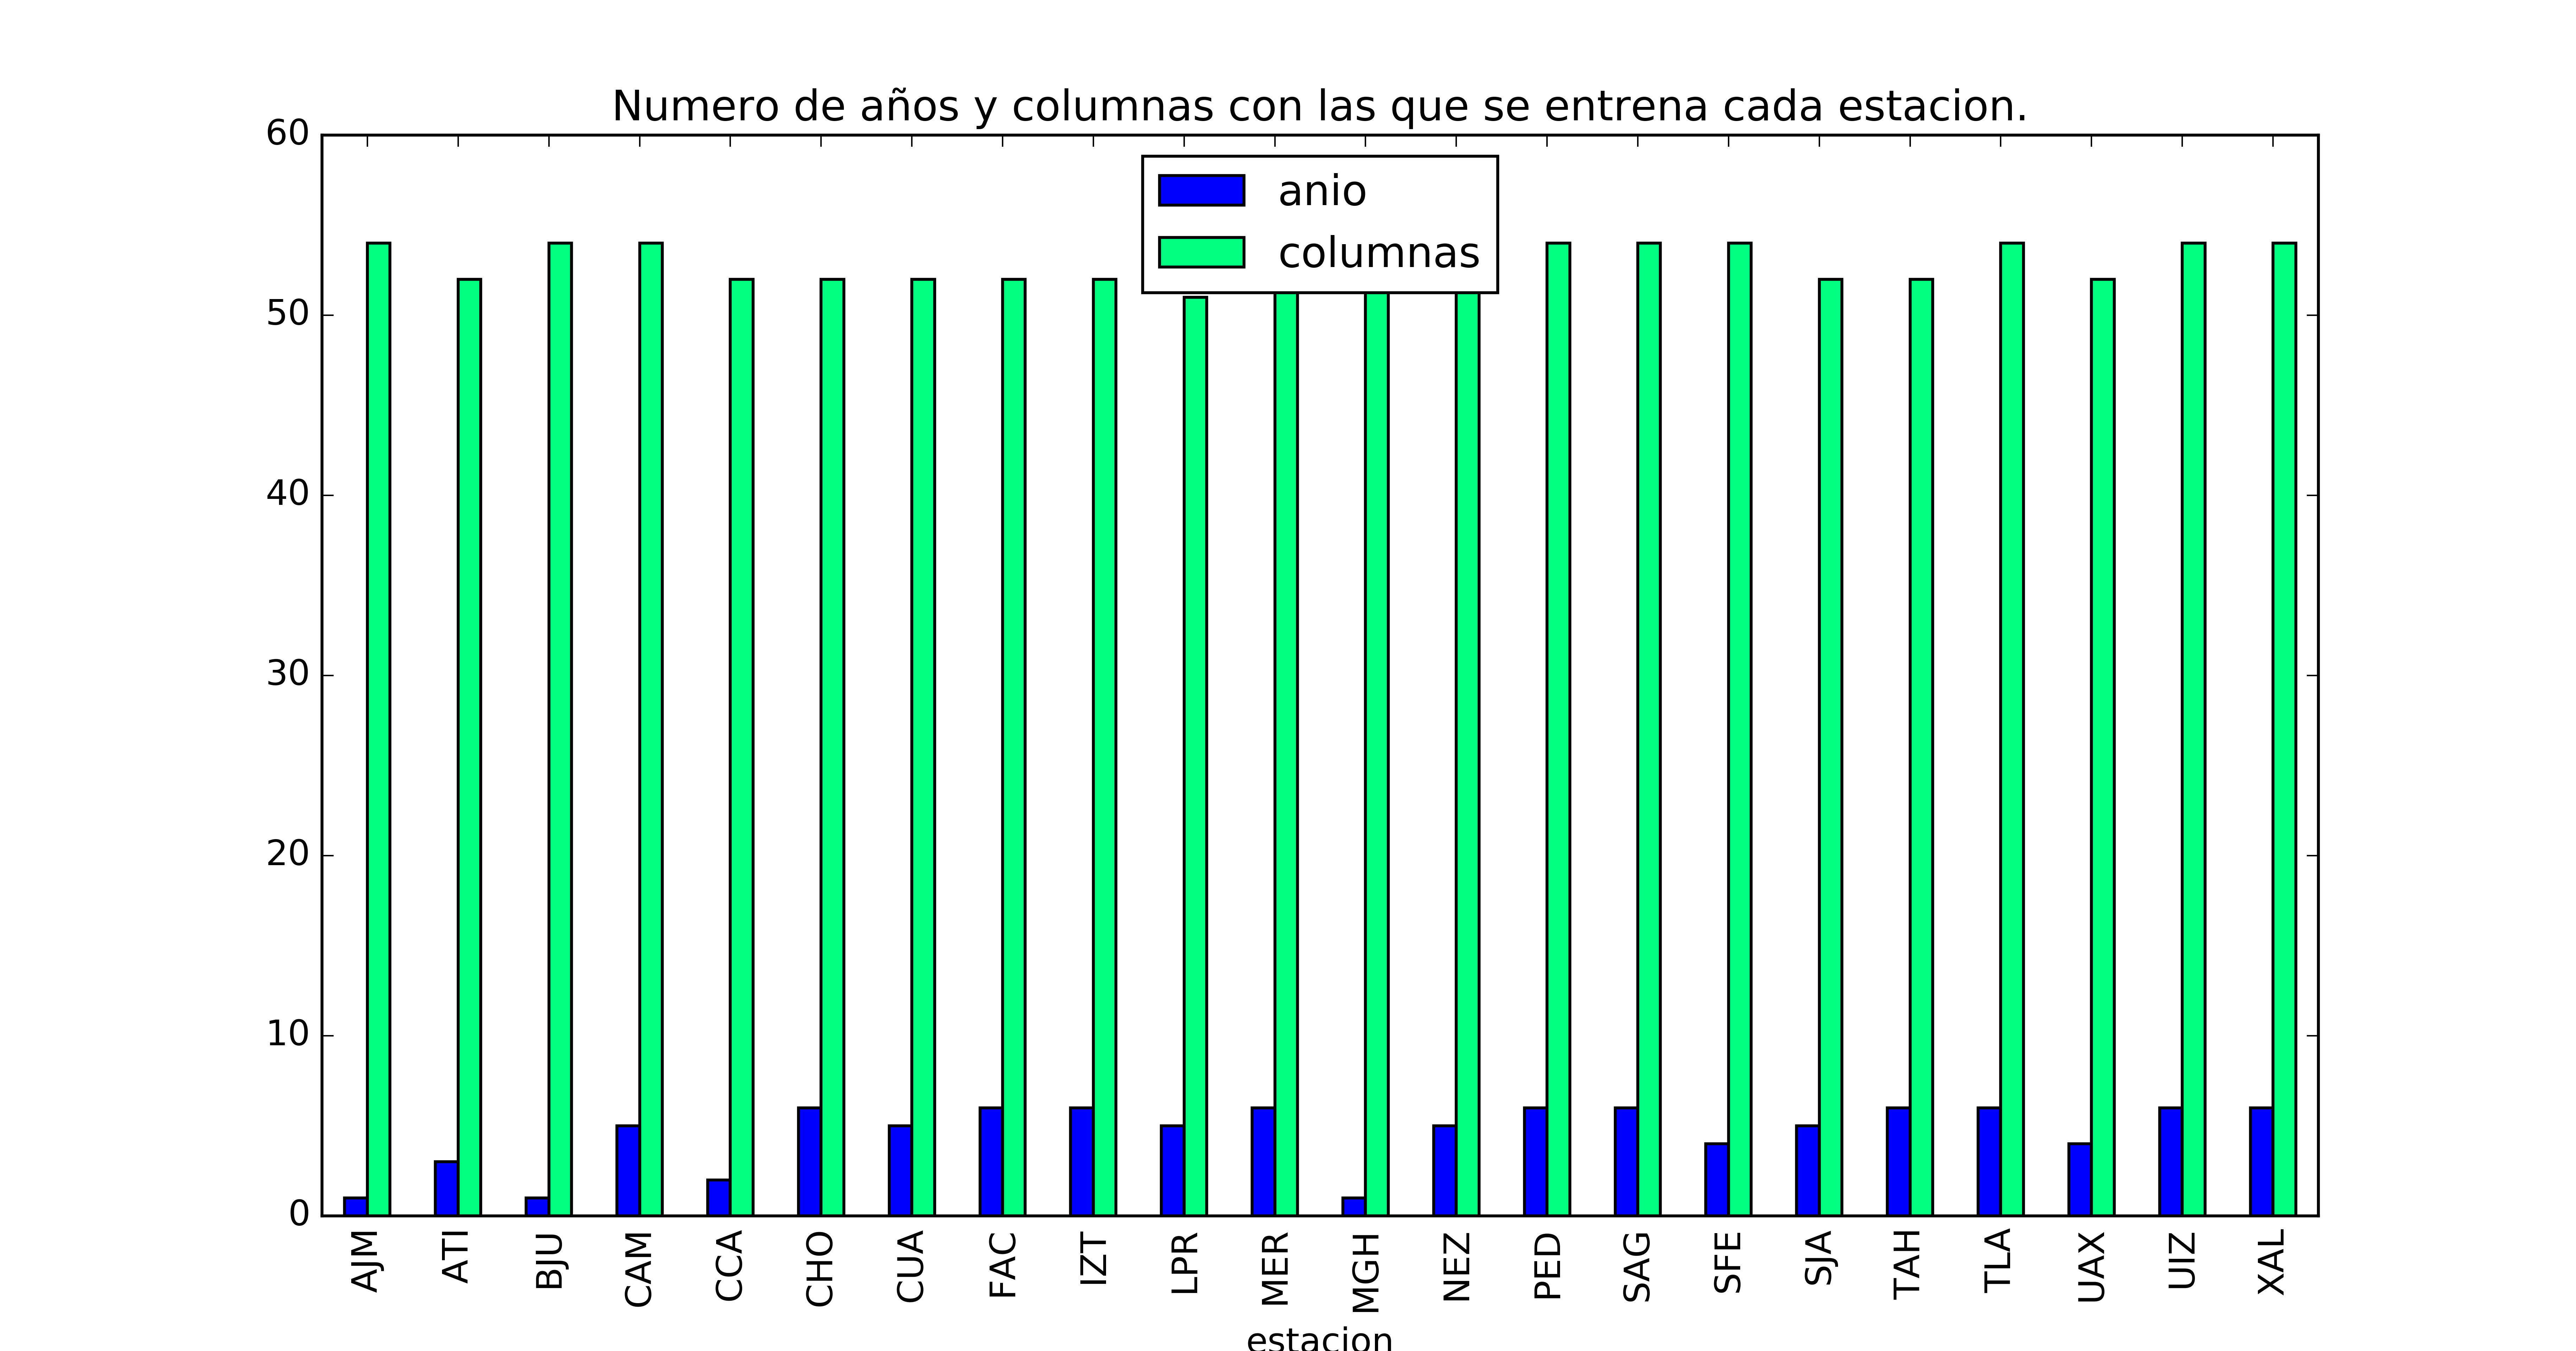 Numero de años y columnas con las que se entrena cada estacion.
60
50
40
30
20
10
0
anio
columnas
AJM
ATI
BJU
CAM
CCA
CHO
CUA
FAC
IZT
LPR
MER
MGH
NEZ
PED
SAG
SFE
SJA
TAH
TLA
UAX
UIZ
XAL
estacion